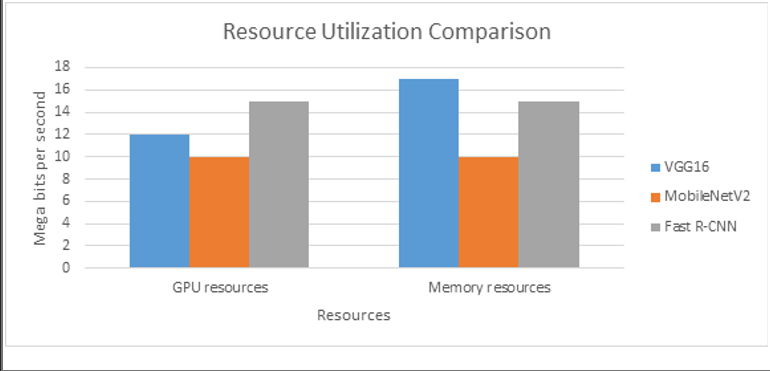 Resource Utilization Comparison
Mega bits per second
18
16
14
12
10
8
6
4
2
0
GPU resources
Memory resources
Resources
VGG16
MobileNetV2
Fast R-CNN